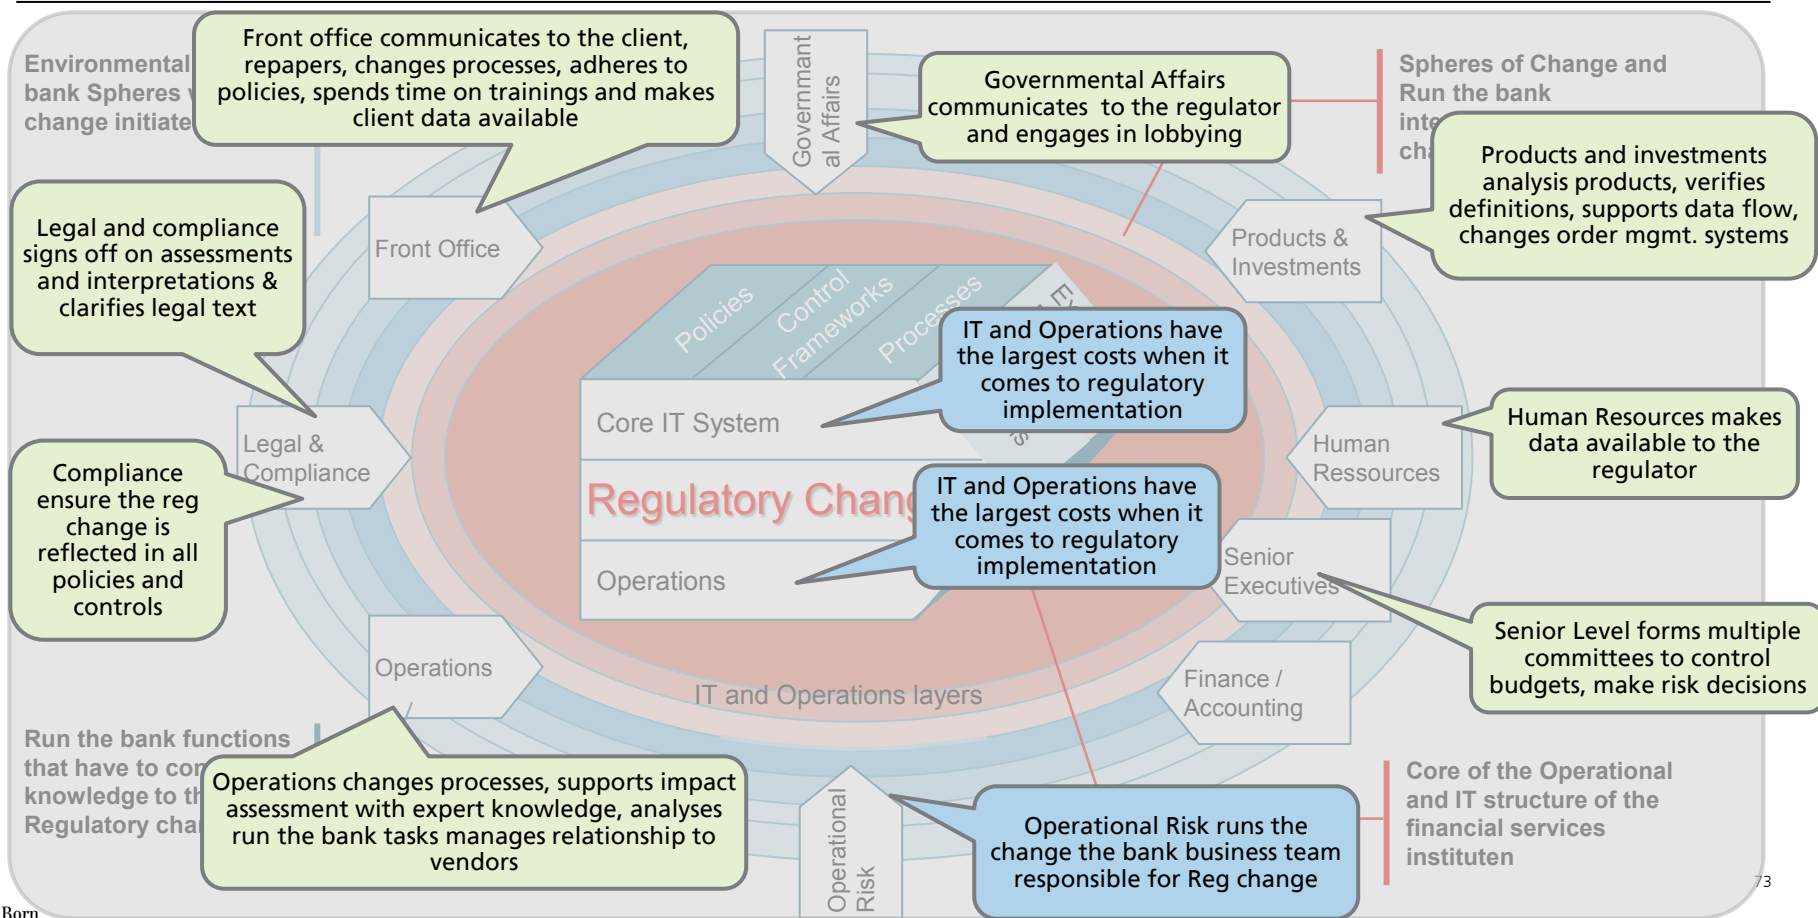 Environmental
bank Spheres
change initiate
Front office communicates to the client,
repapers, changes processes, adheres to
policies, spends time on trainings and makes
client data available
Governmant
al Affairs
Governmental Affairs
communicates to the regulator
and engages in lobbying
Spheres of Change and
Run the bank
Products and investments
analysis products, verifies
definitions, supports data flow,
changes order mgmt. systems
Legal and compliance
signs off on assessments
and interpretations &
clarifies legal text
Front Office
Products &
Investments
Policies
Control
Frameworks
Processes
IT and Operations have
the largest costs when it
comes to regulatory
implementation
Core IT System
Legal &
Compliance
Human
Ressources
Human Resources makes
data available to the
regulator
Compliance
ensure the reg
change is
reflected in all
policies and
controls
Regulatory Chang
IT and Operations have
the largest costs when it
comes to regulatory
implementation
Operations
Senior
Executives
Senior Level forms multiple
committees to control
budgets, make risk decisions
Operations
IT and Operations layers
Finance /
Accounting
Run the bank functions
that have to
knowledge to
Regulatory
Operations changes processes, supports impact
assessment with expert knowledge, analyses
run the bank tasks manages relationship to
vendors
Operational
Risk
Operational Risk runs the
change the bank business team
responsible for Reg change
Core of the Operational
and IT structure of the
financial services
instituten
73
Born